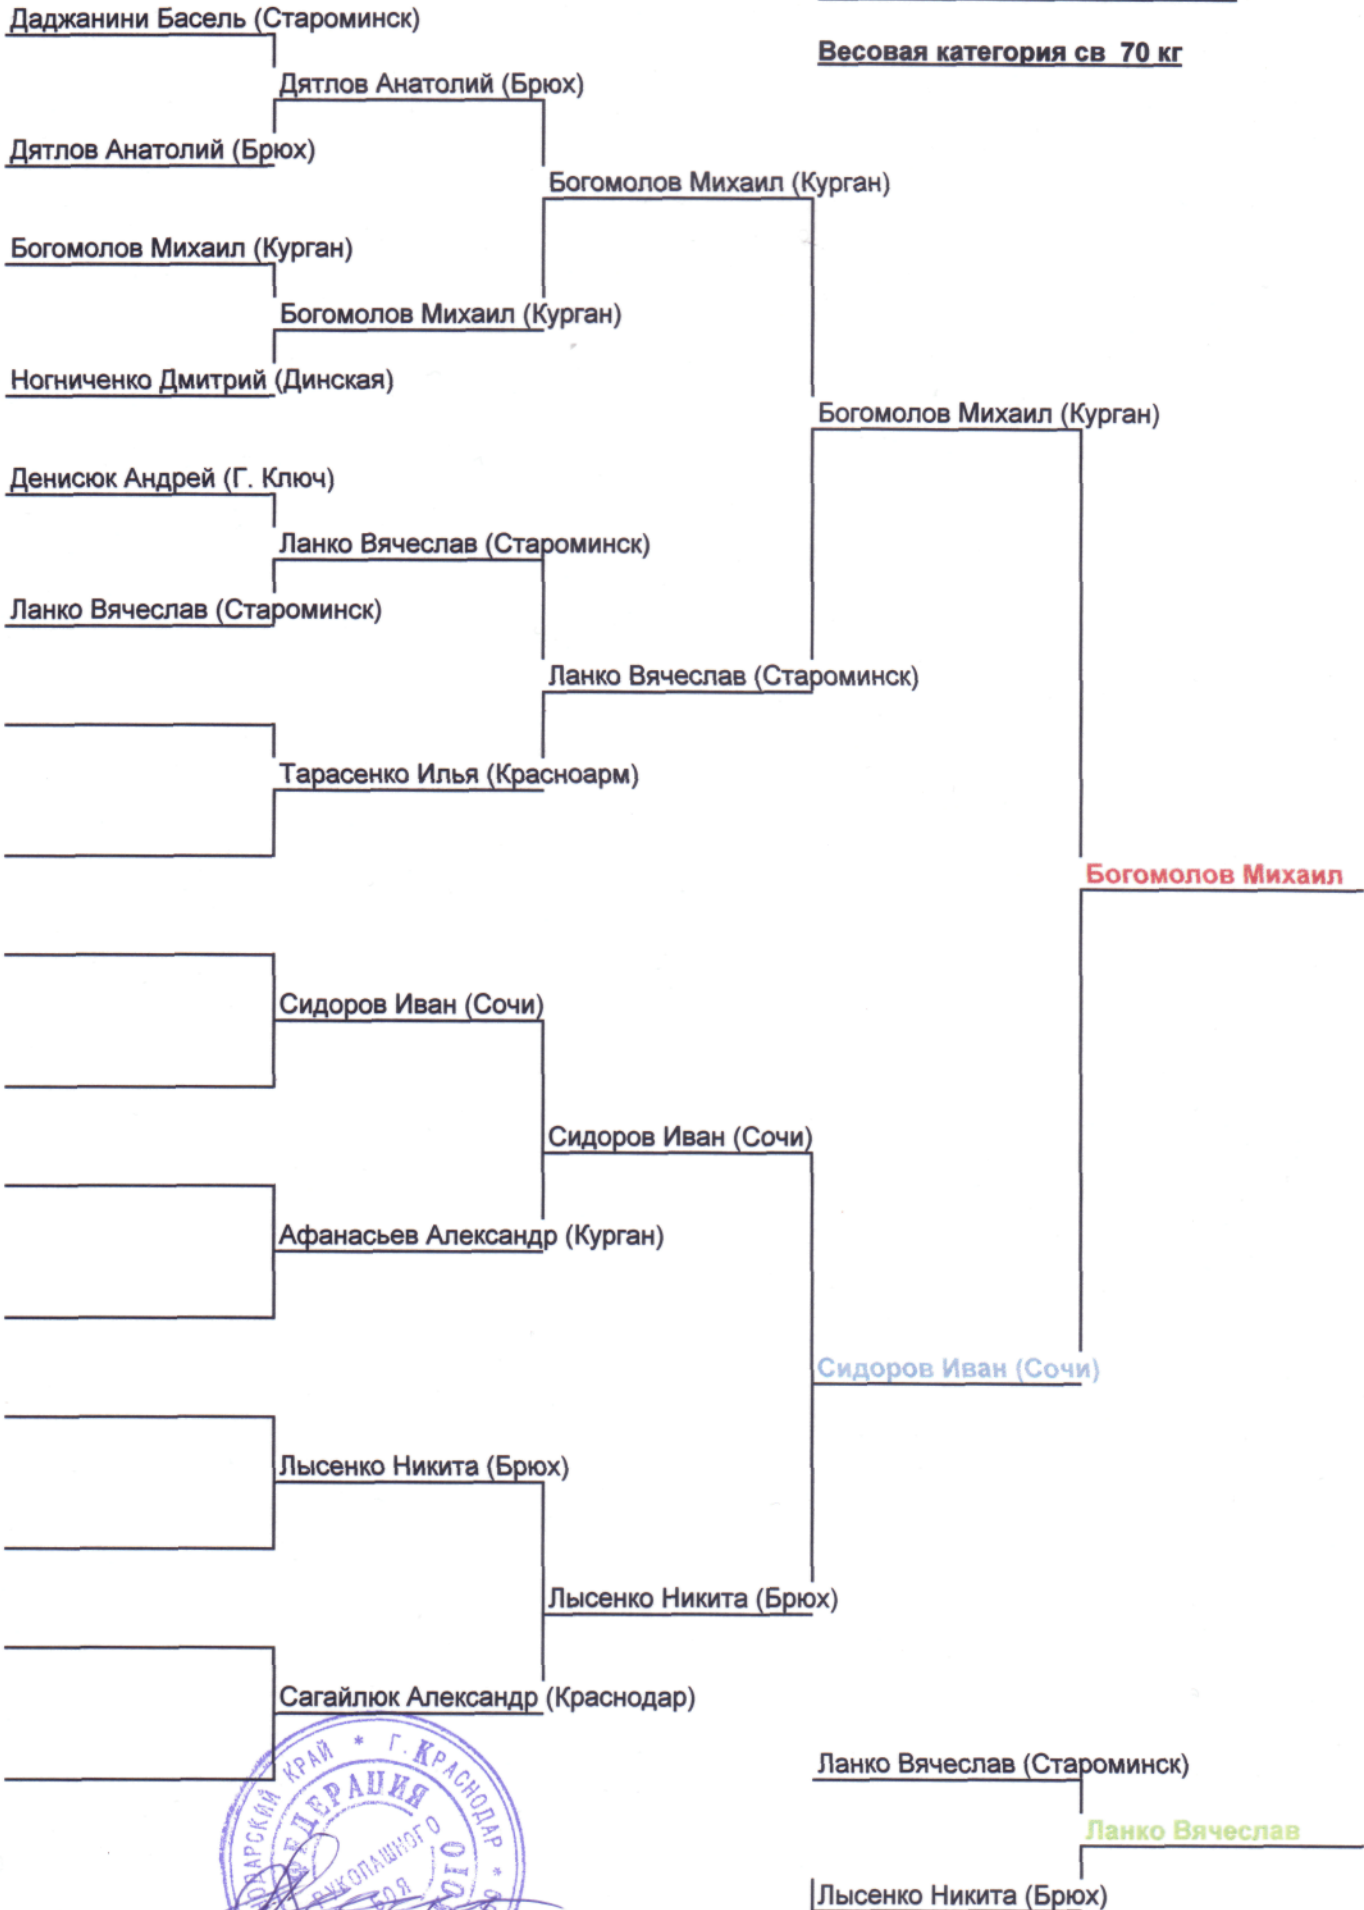 Даджанини Басель (Староминск)
Весовая категория св 70 кг
Дятлов Анатолий (Брюх)
Дятлов Анатолий (Брюх)
Богомолов Михаил (Курган)
Богомолов Михаил (Курган)
Богомолов Михаил (Курган)
Ногниченко Дмитрий (Динская)
Богомолов Михаил (Курган)
Денисюк Андрей (Г. Ключ)
Ланко Вячеслав (Староминск)
Ланко Вячеслав (Староминск)
Ланко Вячеслав (Староминск)
Тарасенко Илья (Красноарм)
Богомолов Михаил
Сидоров Иван (Сочи)
Сидоров Иван (Сочи)
Афанасьев Александр (Курган)
Сидоров Иван (Сочи)
Лысенко Никита (Брюх)
Лысенко Никита (Брюх)
Сагайлюк Александр (Краснодар)
КРАЙ * Г. КРАСНОДАР *
ФЕДЕРАЦИЯ
РУКОПАШНОГО
БОЯ
Ланко Вячеслав (Староминск)
Ланко Вячеслав
Лысенко Никита (Брюх)